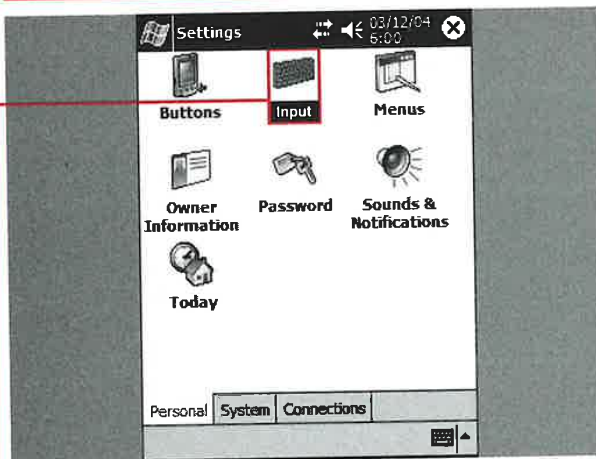 Settings
03/12/04
6:00
Buttons
Input
Menus
Owner
Information
Password
Sounds &
Notifications
Today
Personal
System
Connections